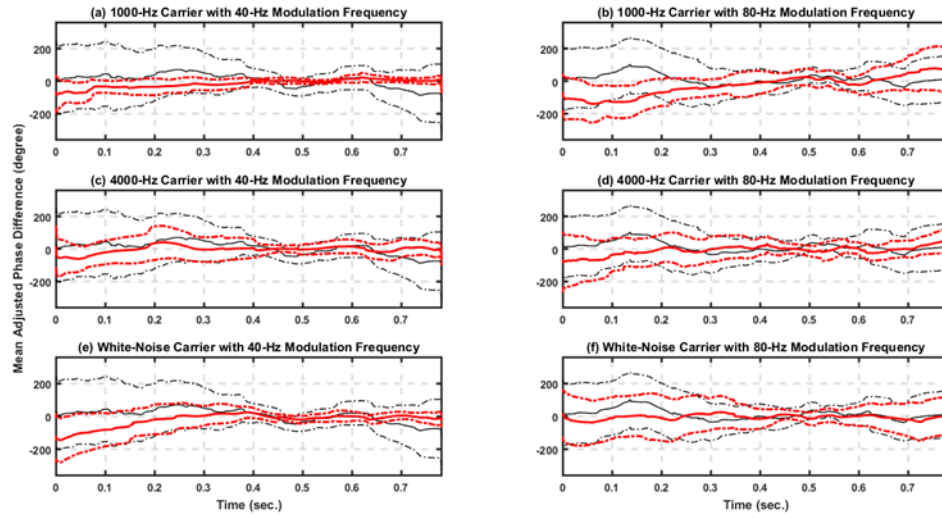 (a) 1000-Hz Carrier with 40-Hz Modulation Frequency
(b) 1000-Hz Carrier with 80-Hz Modulation Frequency
200
0
-200
0 0.1 0.2 0.3 0.4 0.5 0.6 0.7
200
0
-200
0 0.1 0.2 0.3 0.4 0.5 0.6 0.7
Mean Adjusted Phase Difference (degree)
(c) 4000-Hz Carrier with 40-Hz Modulation Frequency
(d) 4000-Hz Carrier with 80-Hz Modulation Frequency
200
0
-200
0 0.1 0.2 0.3 0.4 0.5 0.6 0.7
200
0
-200
0 0.1 0.2 0.3 0.4 0.5 0.6 0.7
(e) White-Noise Carrier with 40-Hz Modulation Frequency
(f) White-Noise Carrier with 80-Hz Modulation Frequency
200
0
-200
0 0.1 0.2 0.3 0.4 0.5 0.6 0.7
Time (sec.)
200
0
-200
0 0.1 0.2 0.3 0.4 0.5 0.6 0.7
Time (sec.)